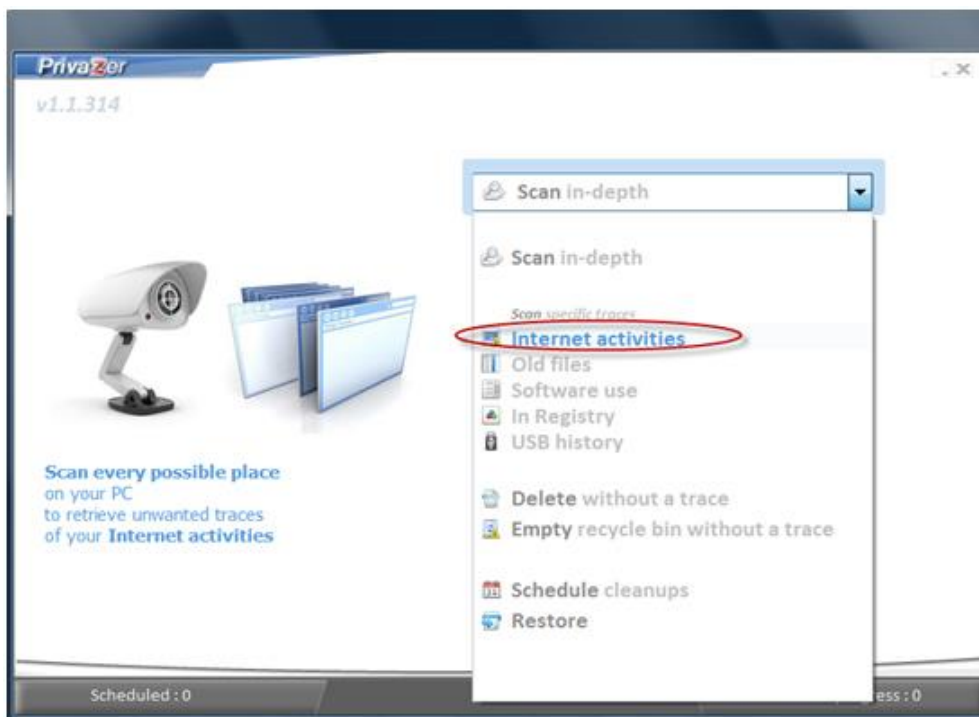 PrivaZer
v1.1.314
Scan in-depth
Scan in-depth
Scan specific traces
Internet activities
Old files
Software use
In Registry
USB history
Delete without a trace
Empty recycle bin without a trace
Schedule cleanups
Restore
Scan every possible place
on your PC
to retrieve unwanted traces
of your Internet activities
Scheduled : 0
: 0